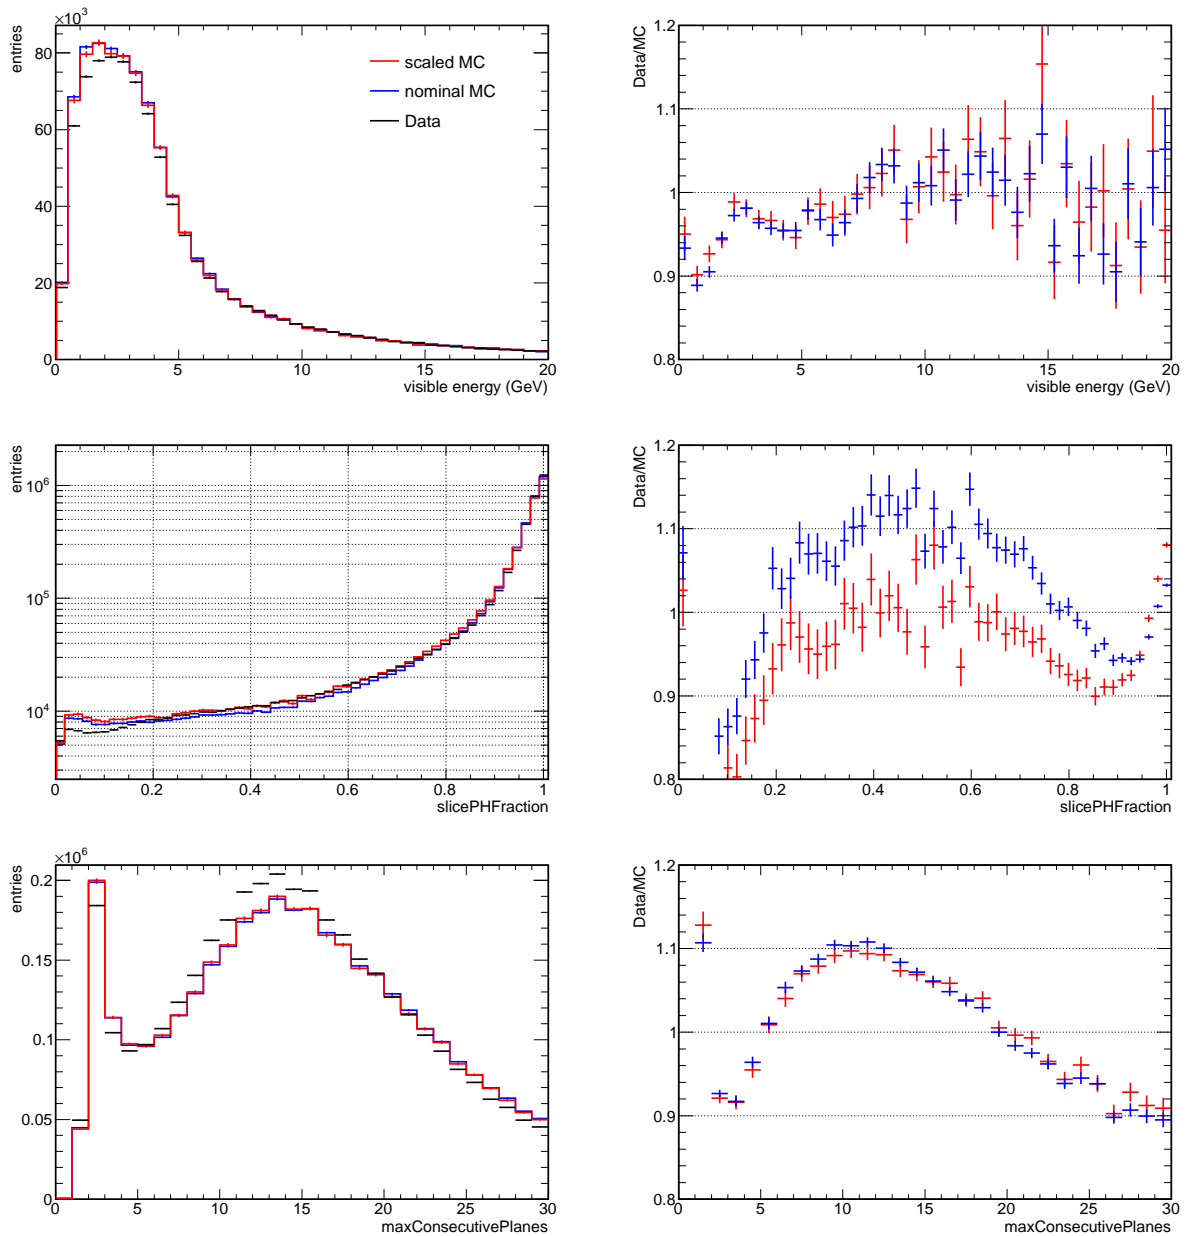 ×10³
entries
80
60
40
20
0
0 5 10 15 20
visible energy (GeV)
scaled MC
nominal MC
Data
Data/MC
1.2
1.1
1
0.9
0.8
0 5 10 15 20
visible energy (GeV)
entries
10⁶
10⁵
10⁴
0 0.2 0.4 0.6 0.8 1
slicePHFraction
Data/MC
1.2
1.1
1
0.9
0.8
0 0.2 0.4 0.6 0.8 1
slicePHFraction
×10⁶
entries
0.2
0.15
0.1
0.05
0
0 5 10 15 20 25 30
maxConsecutivePlanes
Data/MC
1.2
1.1
1
0.9
0.8
0 5 10 15 20 25 30
maxConsecutivePlanes